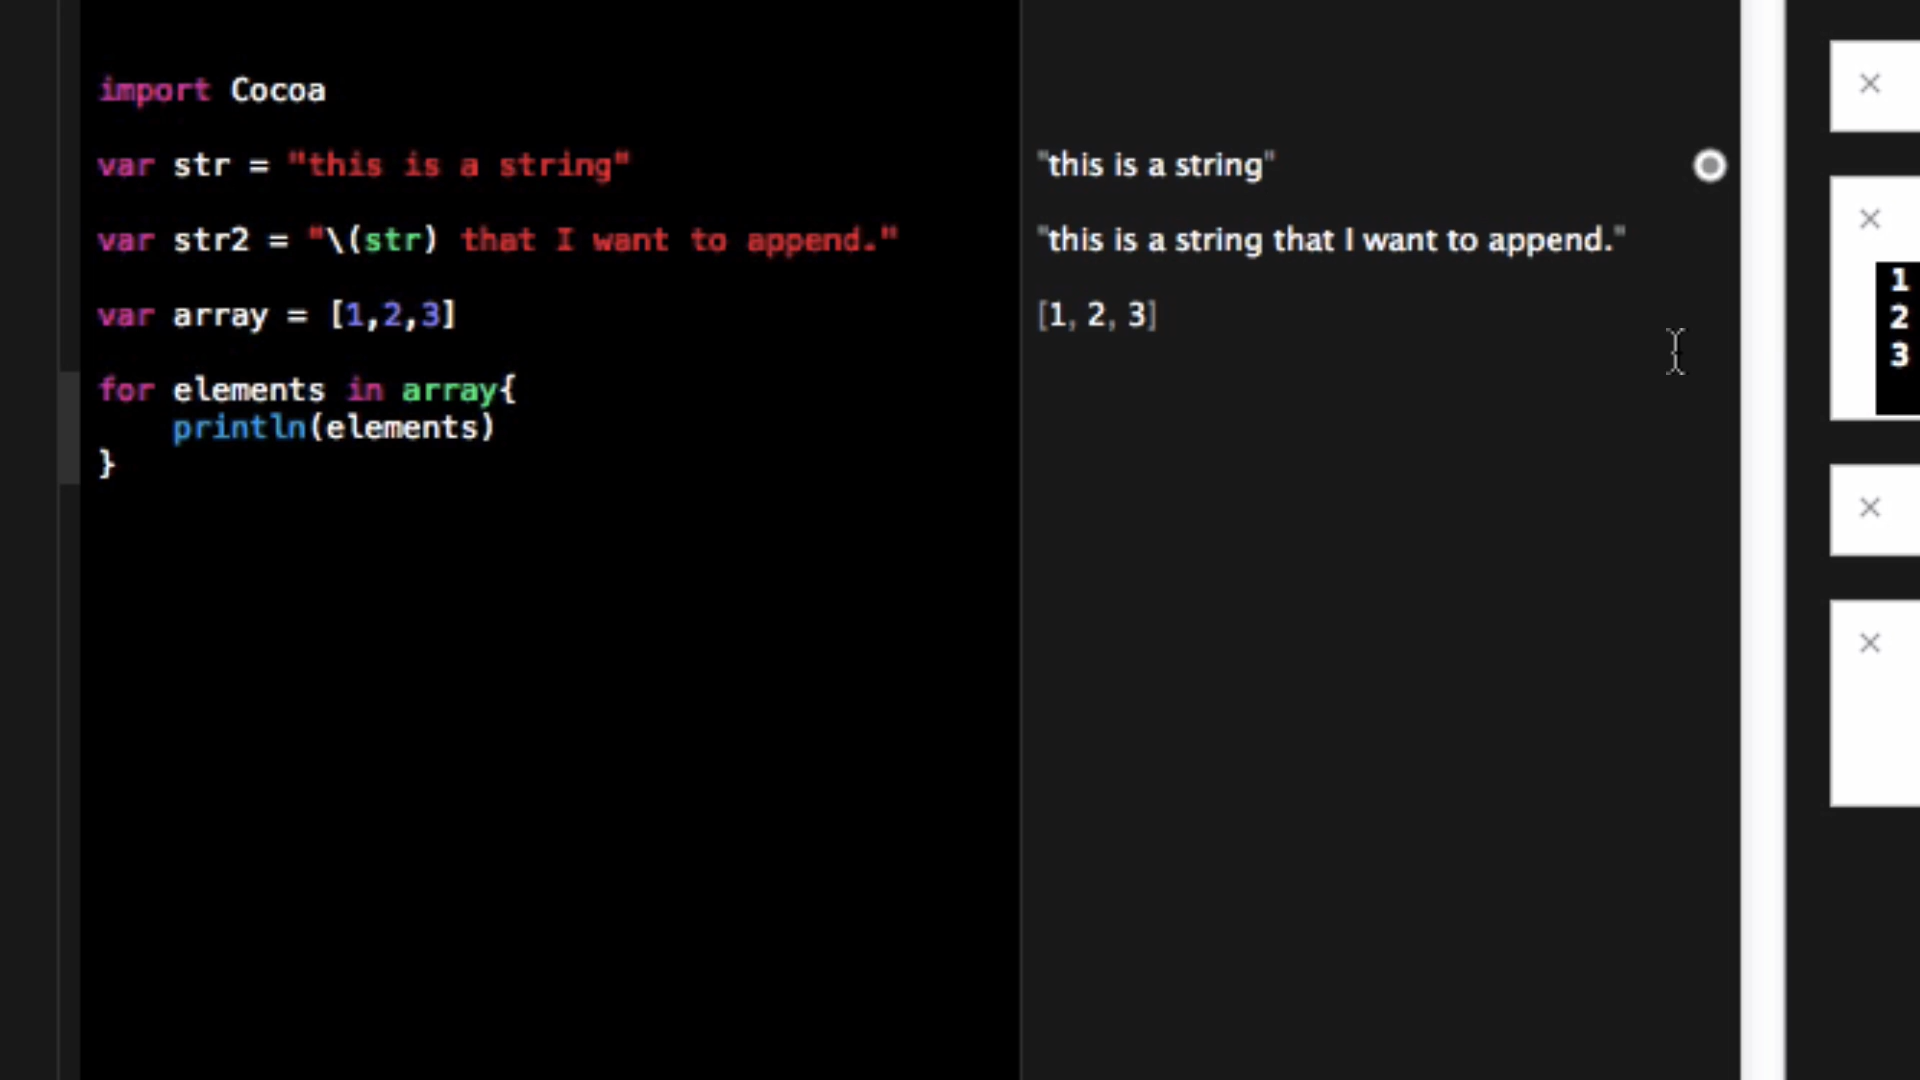 import Cocoa
var str = "this is a string"
var str2 = "\(str) that I want to append."
var array = [1,2,3]
for elements in array{
    println(elements)
}
"this is a string"
"this is a string that I want to append."
[1, 2, 3]
1
2
3